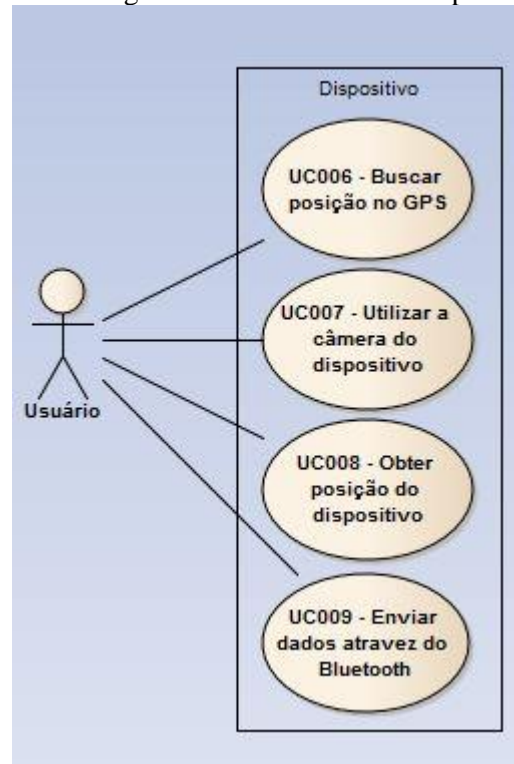 Dispositivo
UC006 - Buscar
posição no GPS
UC007 - Utilizar a
câmera do
dispositivo
Usuário
UC008 - Obter
posição do
dispositivo
UC009 - Enviar
dados atravez do
Bluetooth